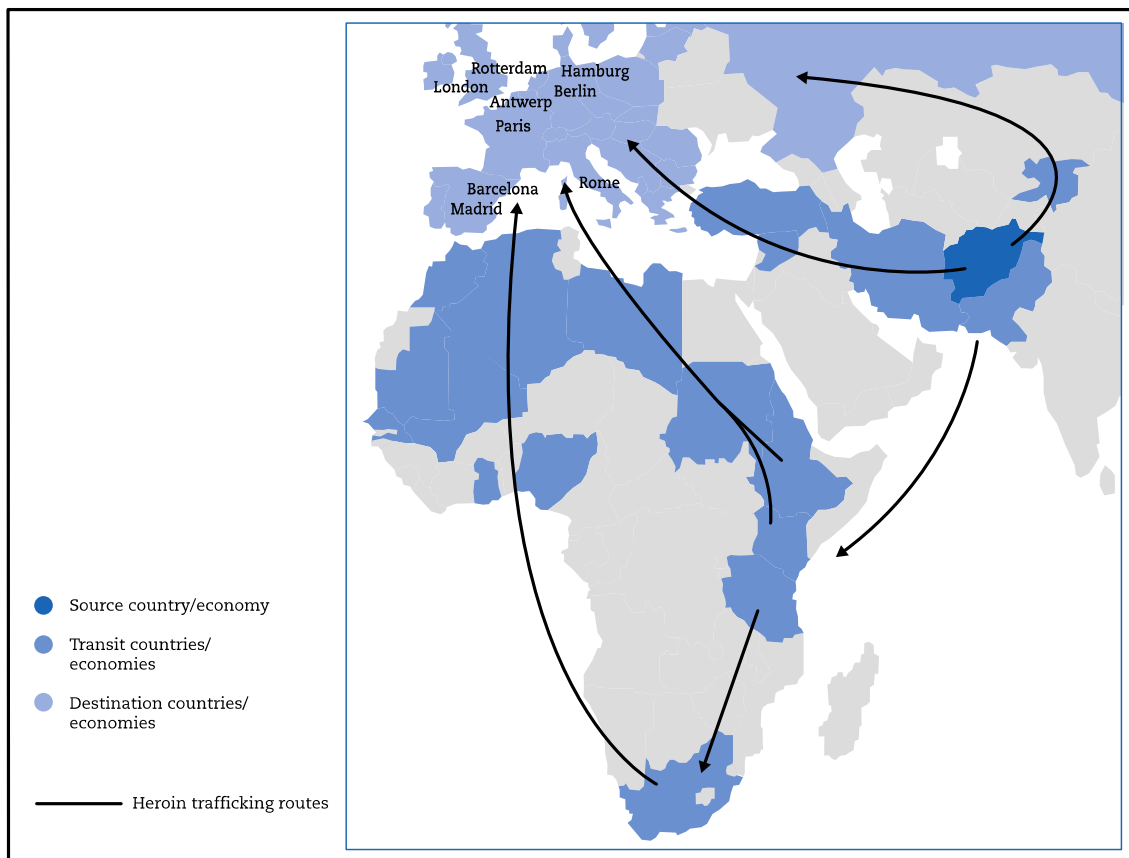 Rotterdam
Hamburg
London
Berlin
Antwerp
Paris
Barcelona
Rome
Madrid
Source country/economy
Transit countries/
economies
Destination countries/
economies
Heroin trafficking routes